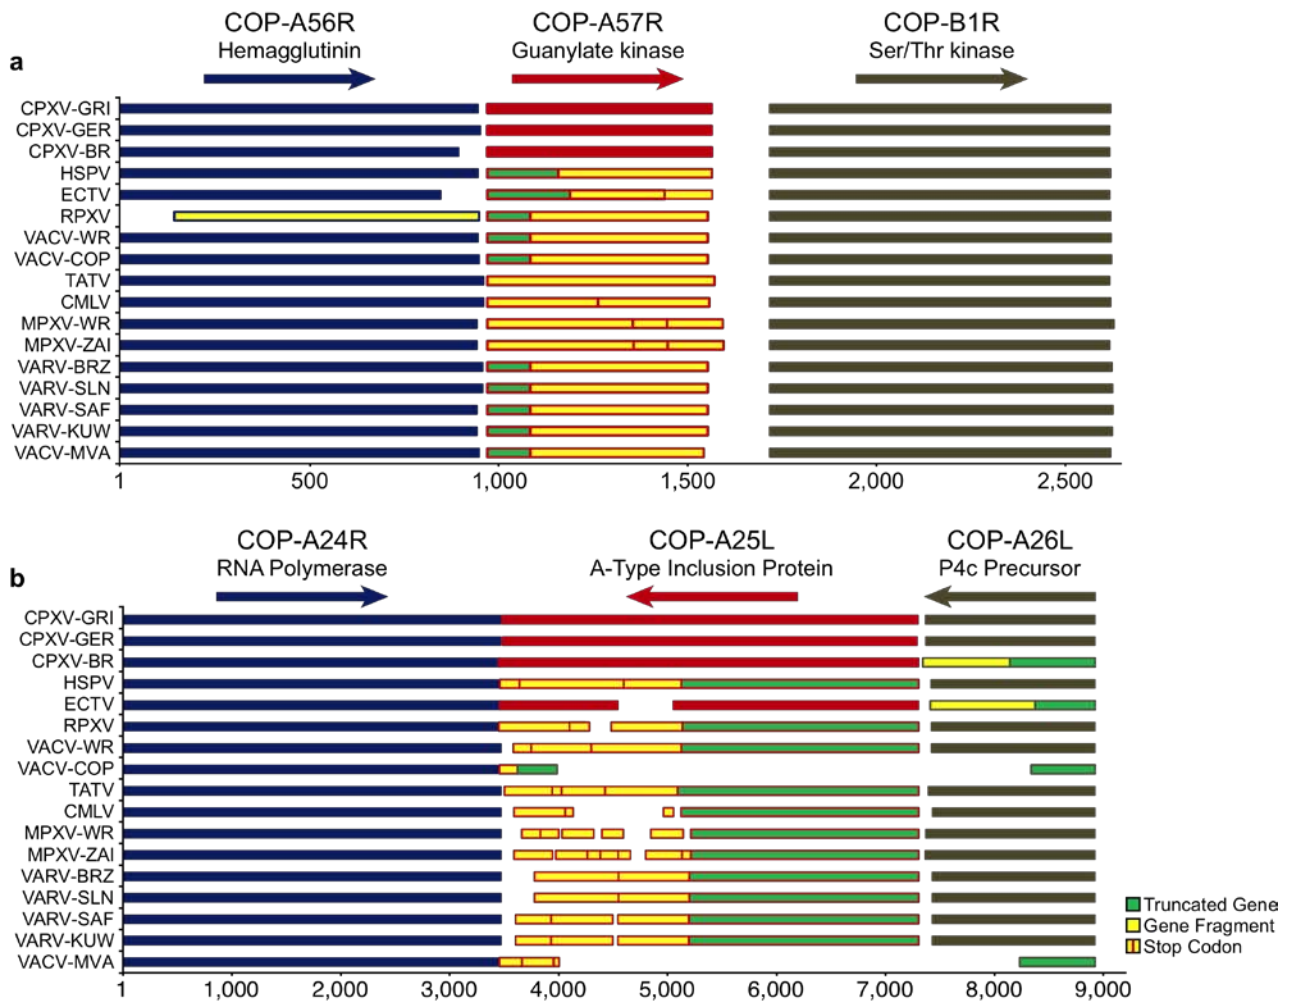 a
COP-A56R
Hemagglutinin
COP-A57R
Guanylate kinase
COP-B1R
Ser/Thr kinase
CPXV-GRI
CPXV-GER
CPXV-BR
HSPV
ECTV
RPXV
VACV-WR
VACV-COP
TATV
CMLV
MPXV-WR
MPXV-ZAI
VARV-BRZ
VARV-SLN
VARV-SAF
VARV-KUW
VACV-MVA
1 500 1,000 1,500 2,000 2,500
b
COP-A24R
RNA Polymerase
COP-A25L
A-Type Inclusion Protein
COP-A26L
P4c Precursor
CPXV-GRI
CPXV-GER
CPXV-BR
HSPV
ECTV
RPXV
VACV-WR
VACV-COP
TATV
CMLV
MPXV-WR
MPXV-ZAI
VARV-BRZ
VARV-SLN
VARV-SAF
VARV-KUW
VACV-MVA
1 1,000 2,000 3,000 4,000 5,000 6,000 7,000 8,000 9,000
Truncated Gene
Gene Fragment
Stop Codon